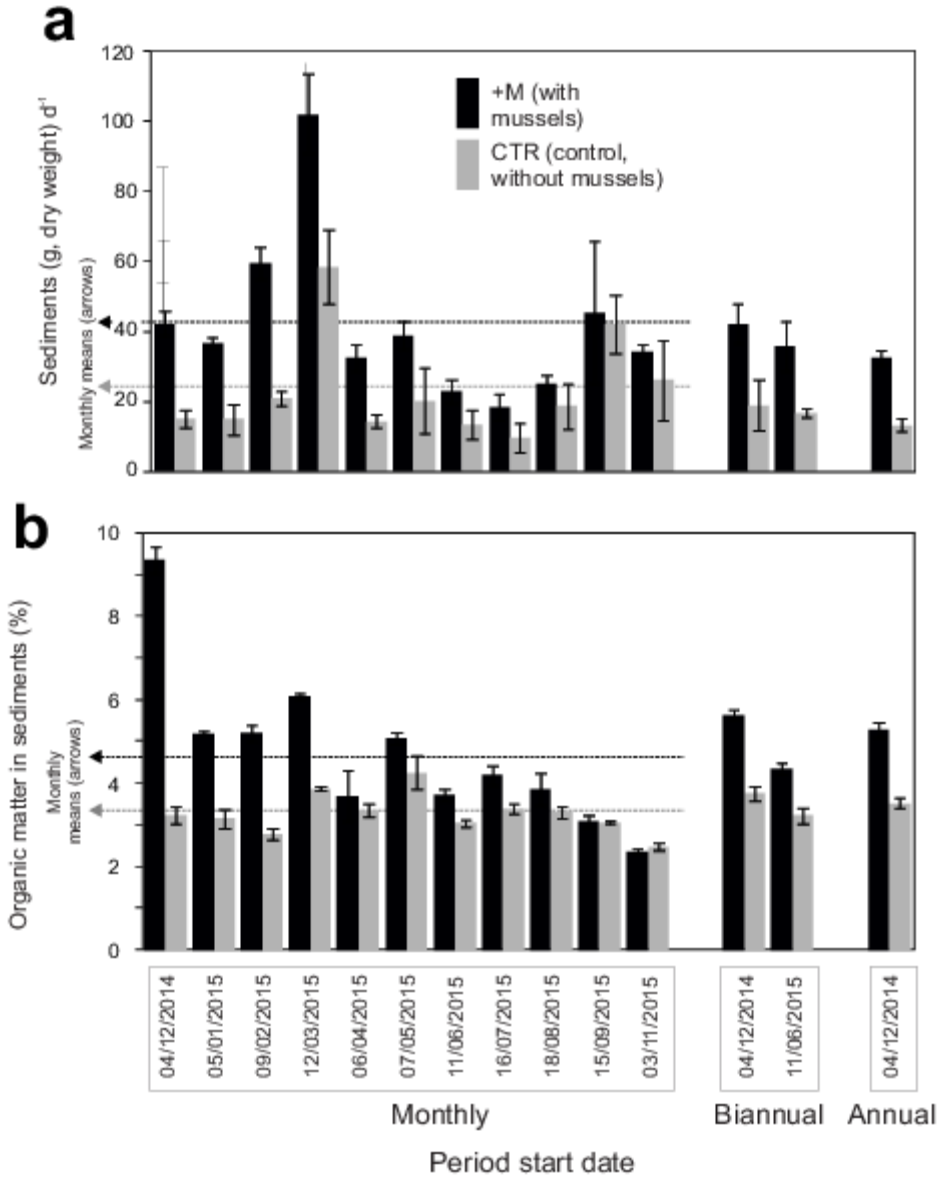 a
120
100
80
60
40
20
0
Sediments (g, dry weight) d⁻¹
Monthly means (arrows)
+M (with
mussels)
CTR (control,
without mussels)
b
10
8
6
4
2
0
Organic matter in sediments (%)
Monthly
means (arrows)
04/12/2014
05/01/2015
09/02/2015
12/03/2015
06/04/2015
07/05/2015
11/06/2015
16/07/2015
18/08/2015
15/09/2015
03/11/2015
04/12/2014
11/06/2015
04/12/2014
Monthly
Biannual
Annual
Period start date